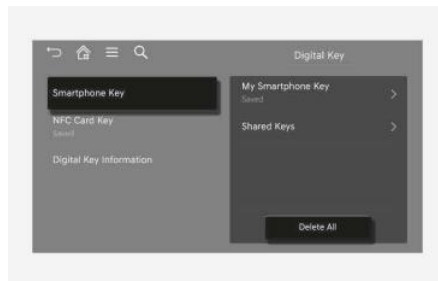 Digital Key
Smartphone Key
NFC Card Key
Saved
Digital Key Information
My Smartphone Key
Saved
Shared Keys
Delete All